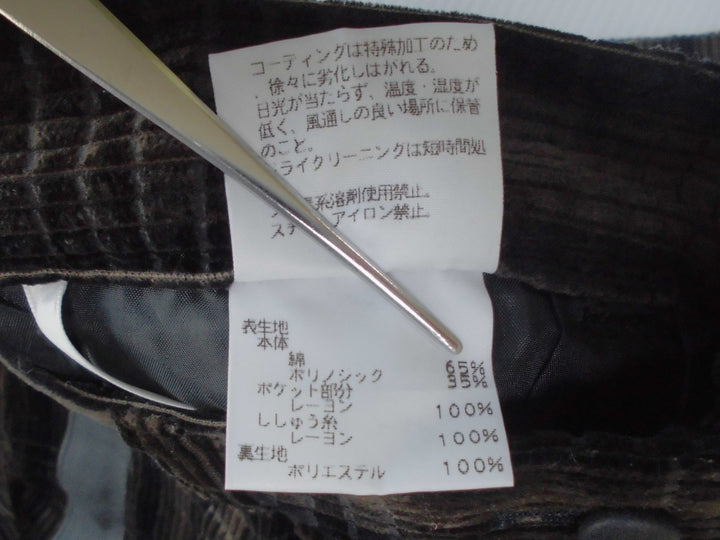 コーティングは特殊加工のため
、徐々に劣化しはがれる。
日光が当たらず、温度・湿度が
低く、風通しの良い場所に保管
のこと。
ライクリーニングは短時間処
系溶剤使用禁止。
アイロン禁止。
表生地
本体
綿 65%
ポリノシック 35%
ポケット部分
レーヨン 100%
ししゅう糸
レーヨン 100%
裏生地
ポリエステル 100%